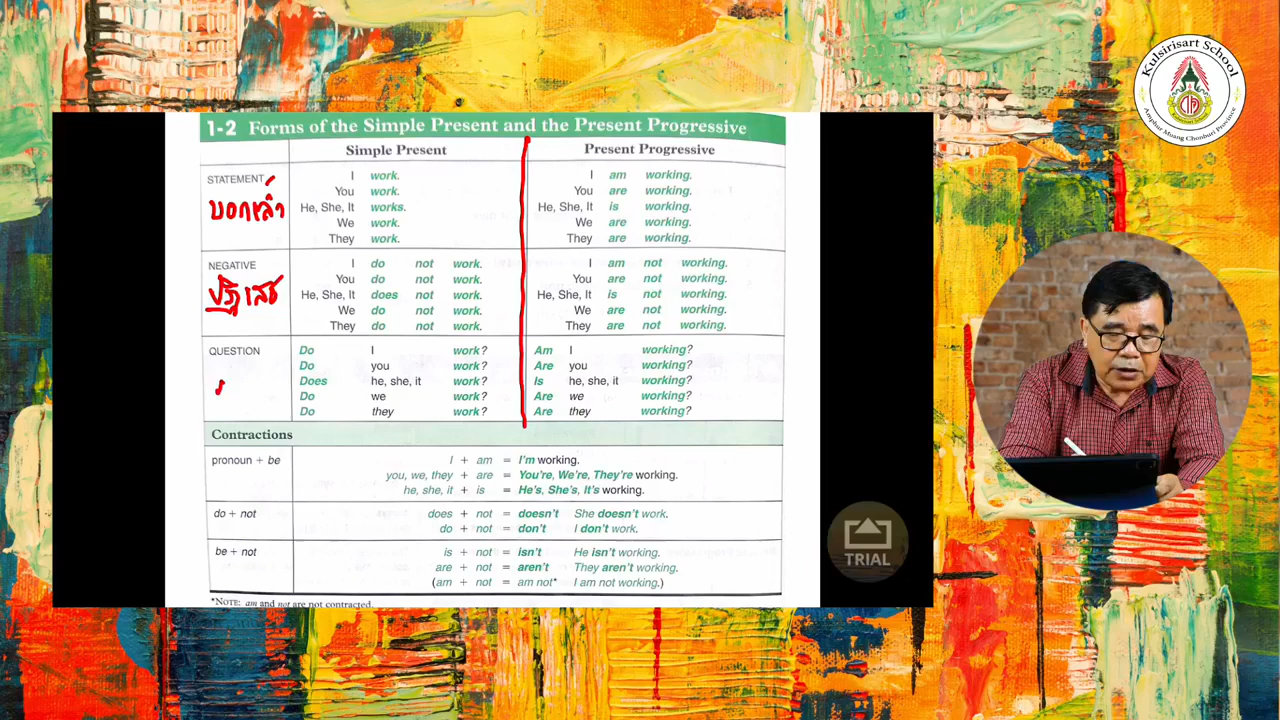 Kulsirisart School
Amphur Muang Chonburi Province
1-2 Forms of the Simple Present and the Present Progressive
Simple Present Present Progressive
STATEMENT I work. I am working.
บอกเล่า You work. You are working.
He, She, It works. He, She, It is working.
We work. We are working.
They work. They are working.
NEGATIVE I do not work. I am not working.
You do not work. You are not working.
ปฏิเสธ He, She, It does not work. He, She, It is not working.
We do not work. We are not working.
They do not work. They are not working.
QUESTION Do I work? Am I working?
Do you work? Are you working?
Does he, she, it work? Is he, she, it working?
Do we work? Are we working?
Do they work? Are they working?
Contractions
pronoun + be I + am = I'm working.
you, we, they + are = You're, We're, They're working.
he, she, it + is = He's, She's, It's working.
do + not does + not = doesn't She doesn't work.
do + not = don't I don't work.
be + not is + not = isn't He isn't working.
are + not = aren't They aren't working.
(am + not = am not* I am not working.)
*NOTE: am and not are not contracted.
TRIAL